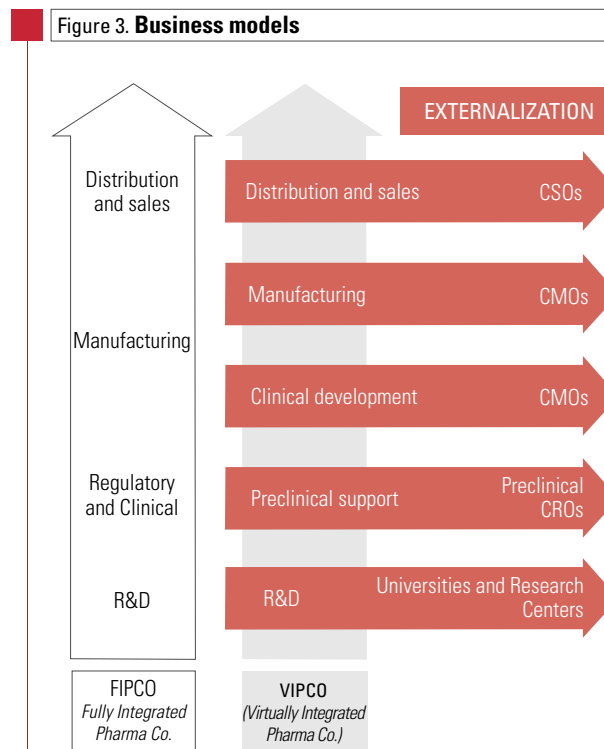 Figure 3. Business models
EXTERNALIZATION
Distribution
and sales
Manufacturing
Regulatory
and Clinical
R&D
FIPCO
Fully Integrated
Pharma Co.
Distribution and sales
CSOs
Manufacturing
CMOs
Clinical development
CMOs
Preclinical support
Preclinical
CROs
R&D
Universities and Research
Centers
VIPCO
(Virtually Integrated
Pharma Co.)